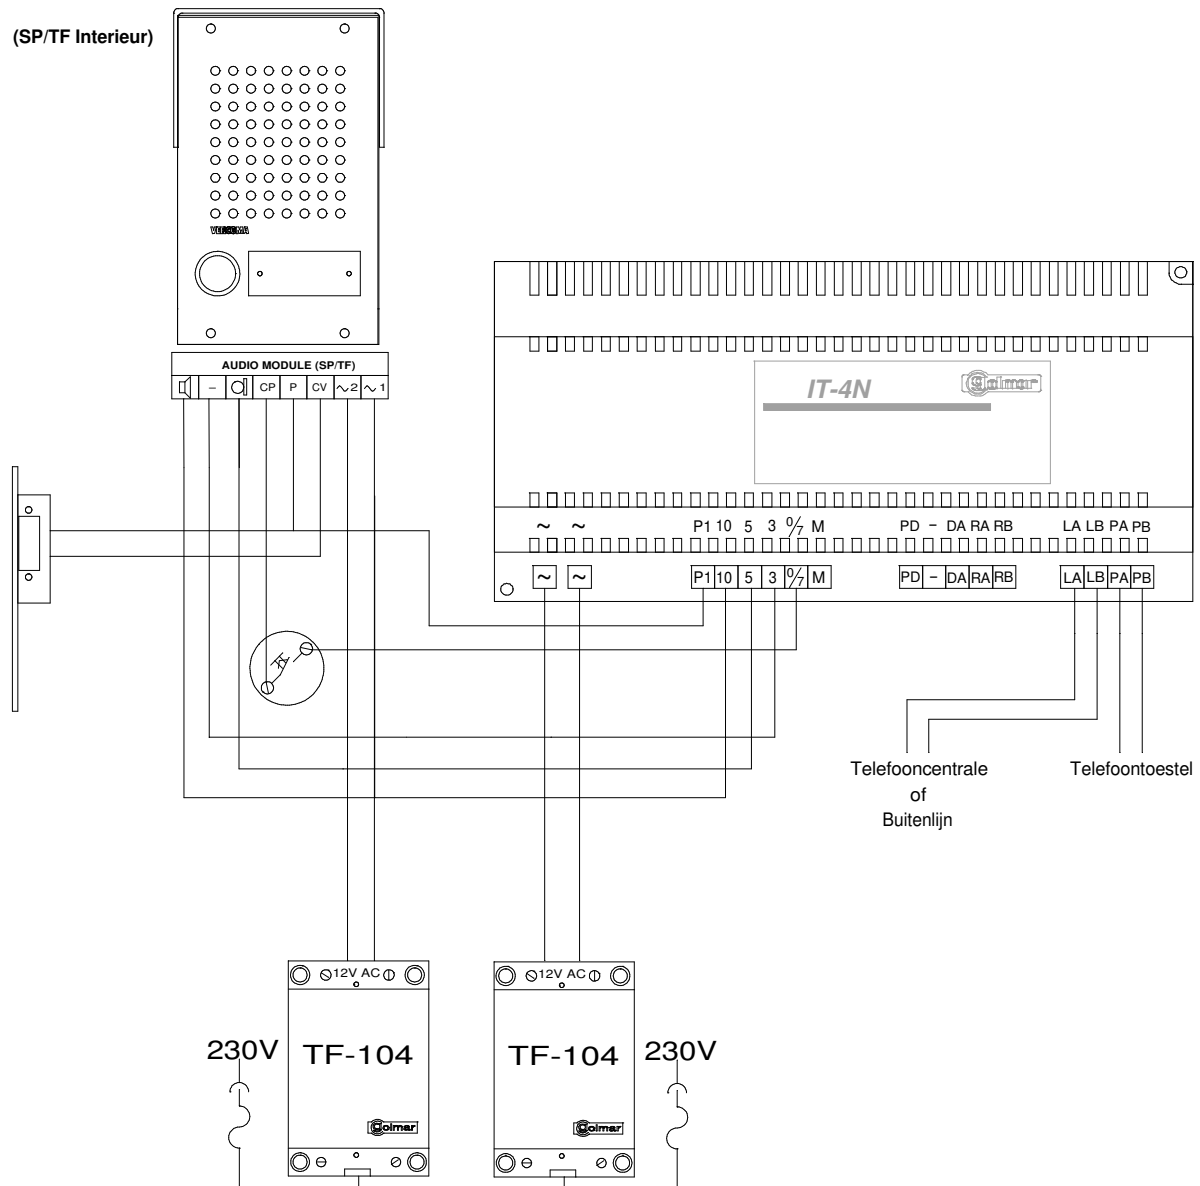 (SP/TF Interieur)
AUDIO MODULE (SP/TF)
– CP P CV ~2 ~1
IT-4N
Golmar
~ ~ P1 10 5 3 0/7 M PD – DA RA RB LA LB PA PB
~ ~ P1 10 5 3 0/7 M PD – DA RA RB LA LB PA PB
Telefooncentrale
of
Buitenlijn
Telefoontoestel
12V AC
12V AC
230V
TF-104
TF-104
230V
Golmar
Golmar